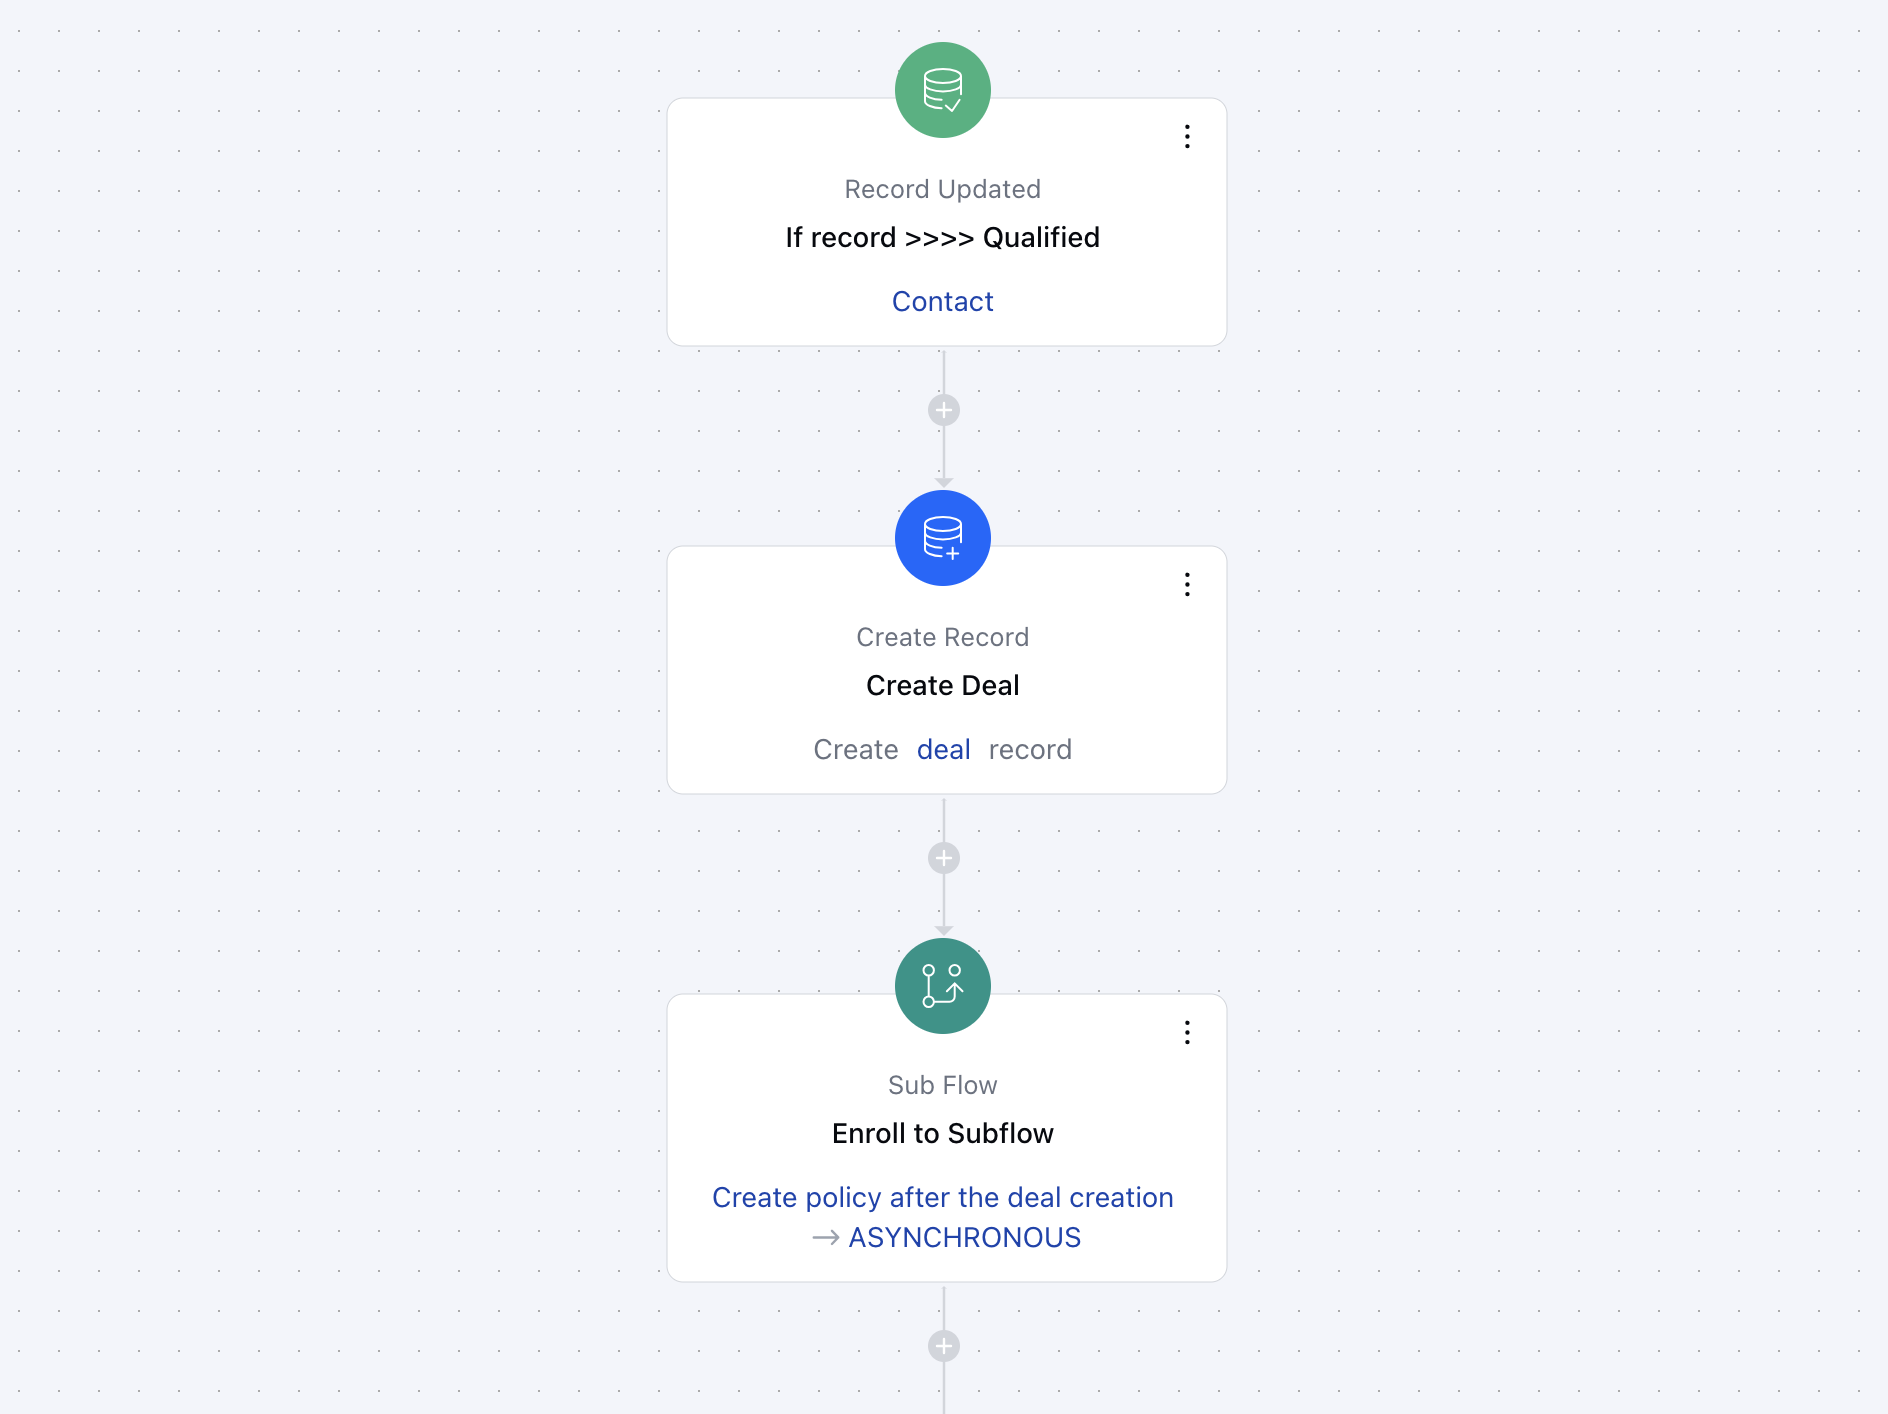 Record Updated
If record >>>> Qualified
Contact
Create Record
Create Deal
Create deal record
Sub Flow
Enroll to Subflow
Create policy after the deal creation
→ ASYNCHRONOUS